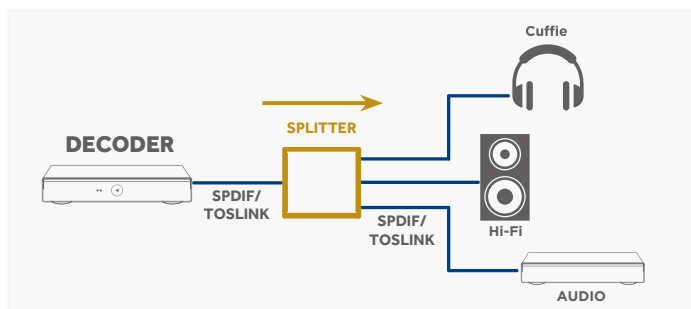 Cuffie
SPLITTER
DECODER
SPDIF/
TOSLINK
SPDIF/
TOSLINK
Hi-Fi
AUDIO